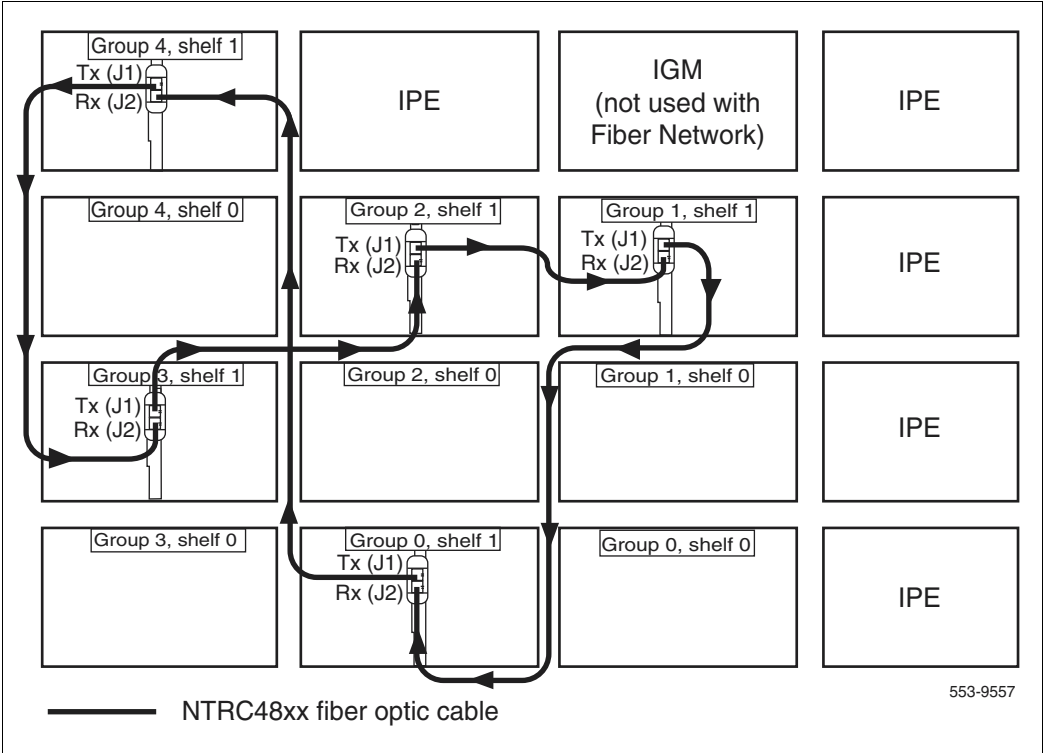 Group 4, shelf 1
Tx (J1)
Rx (J2)
IPE
IGM
(not used with
Fiber Network)
IPE
Group 4, shelf 0
Group 2, shelf 1
Tx (J1)
Rx (J2)
Group 1, shelf 1
Tx (J1)
Rx (J2)
IPE
Group 3, shelf 1
Tx (J1)
Rx (J2)
Group 2, shelf 0
Group 1, shelf 0
IPE
Group 3, shelf 0
Group 0, shelf 1
Tx (J1)
Rx (J2)
Group 0, shelf 0
IPE
553-9557
NTRC48xx fiber optic cable